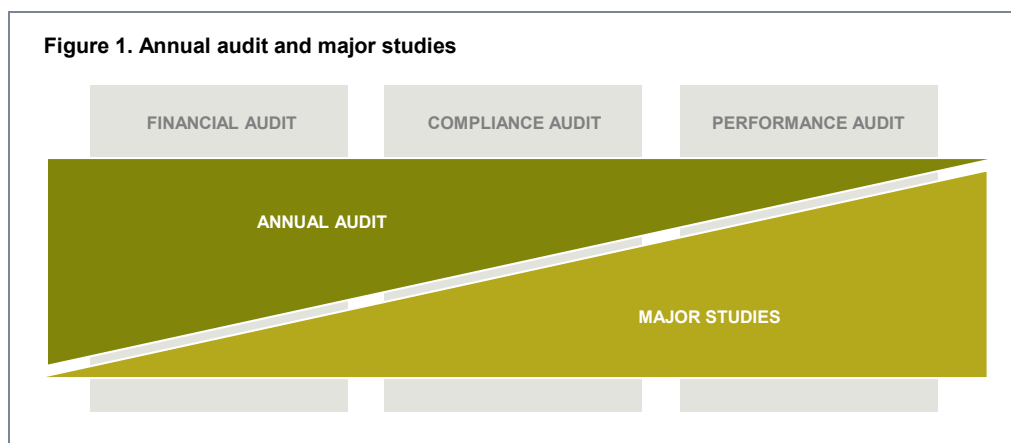 Figure 1. Annual audit and major studies
FINANCIAL AUDIT
COMPLIANCE AUDIT
PERFORMANCE AUDIT
ANNUAL AUDIT
MAJOR STUDIES